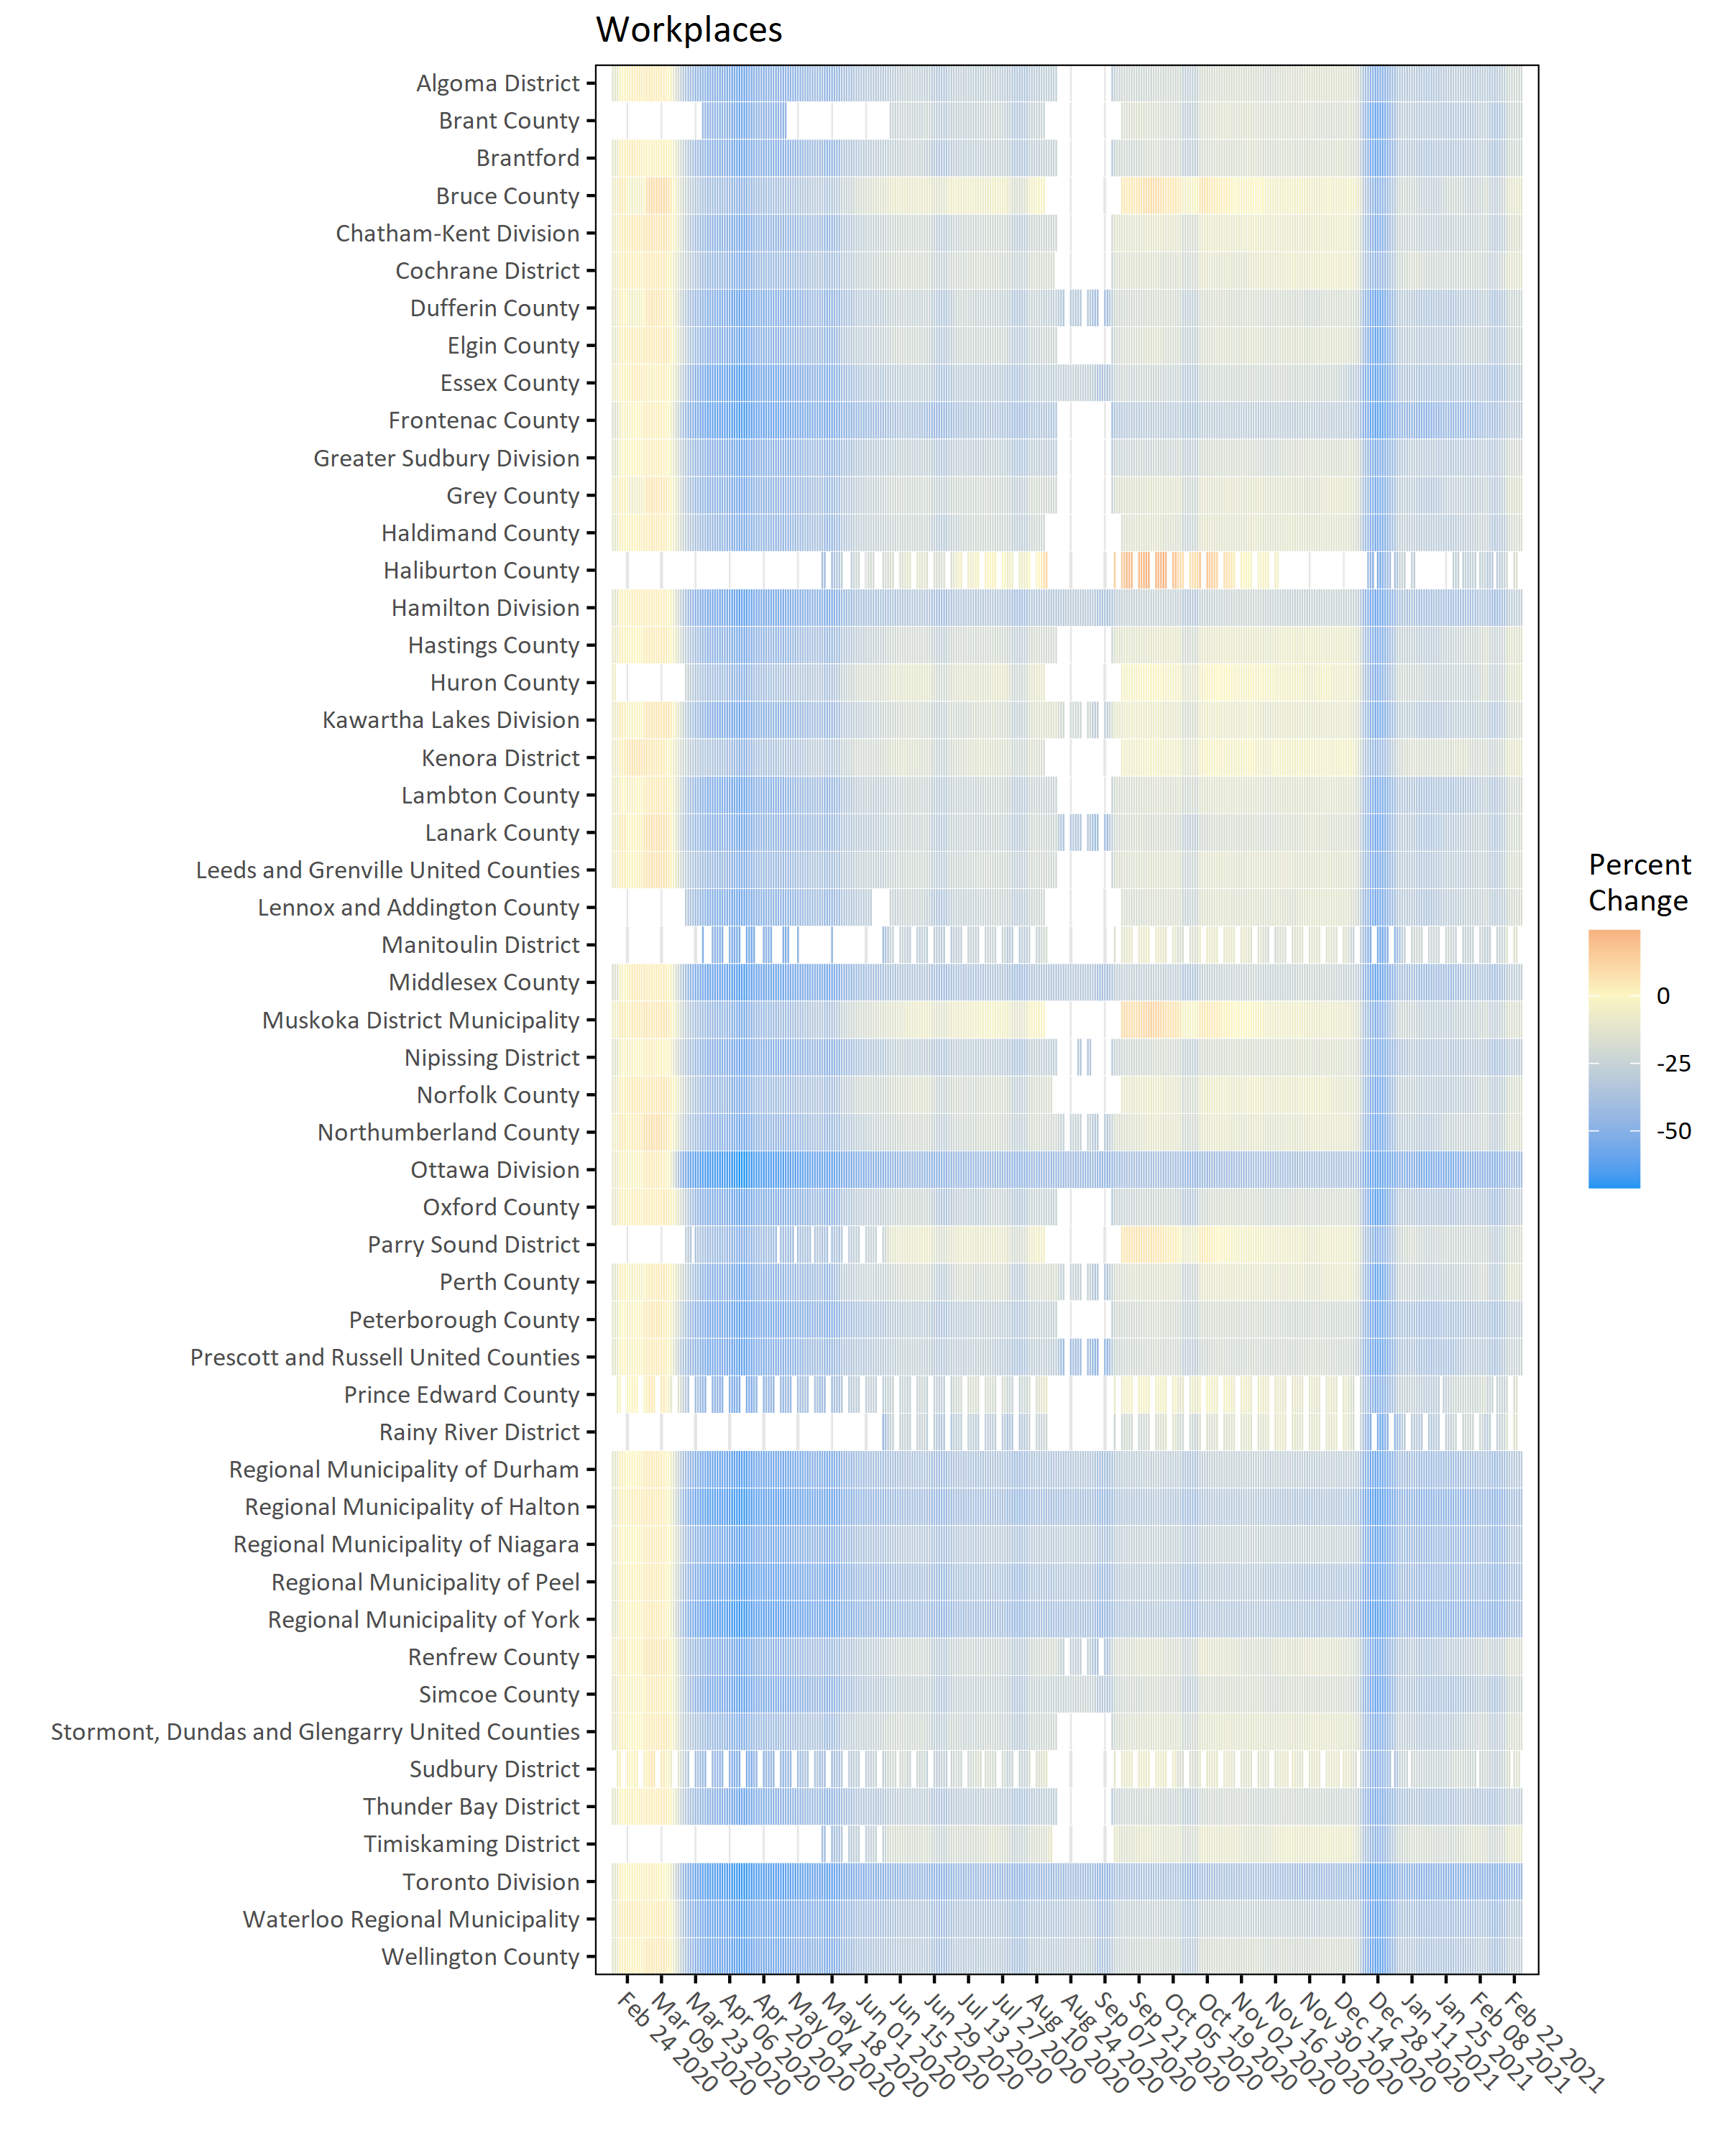 Workplaces
Algoma District
Brant County
Brantford
Bruce County
Chatham-Kent Division
Cochrane District
Dufferin County
Elgin County
Essex County
Frontenac County
Greater Sudbury Division
Grey County
Haldimand County
Haliburton County
Hamilton Division
Hastings County
Huron County
Kawartha Lakes Division
Kenora District
Lambton County
Lanark County
Leeds and Grenville United Counties
Lennox and Addington County
Manitoulin District
Middlesex County
Muskoka District Municipality
Nipissing District
Norfolk County
Northumberland County
Ottawa Division
Oxford County
Parry Sound District
Perth County
Peterborough County
Prescott and Russell United Counties
Prince Edward County
Rainy River District
Regional Municipality of Durham
Regional Municipality of Halton
Regional Municipality of Niagara
Regional Municipality of Peel
Regional Municipality of York
Renfrew County
Simcoe County
Stormont, Dundas and Glengarry United Counties
Sudbury District
Thunder Bay District
Timiskaming District
Toronto Division
Waterloo Regional Municipality
Wellington County
Feb 24 2020
Mar 09 2020
Mar 23 2020
Apr 06 2020
Apr 20 2020
May 04 2020
May 18 2020
Jun 01 2020
Jun 15 2020
Jun 29 2020
Jul 13 2020
Jul 27 2020
Aug 10 2020
Aug 24 2020
Sep 07 2020
Sep 21 2020
Oct 05 2020
Oct 19 2020
Nov 02 2020
Nov 16 2020
Nov 30 2020
Dec 14 2020
Dec 28 2020
Jan 11 2021
Jan 25 2021
Feb 08 2021
Feb 22 2021
Percent
Change
0
-25
-50